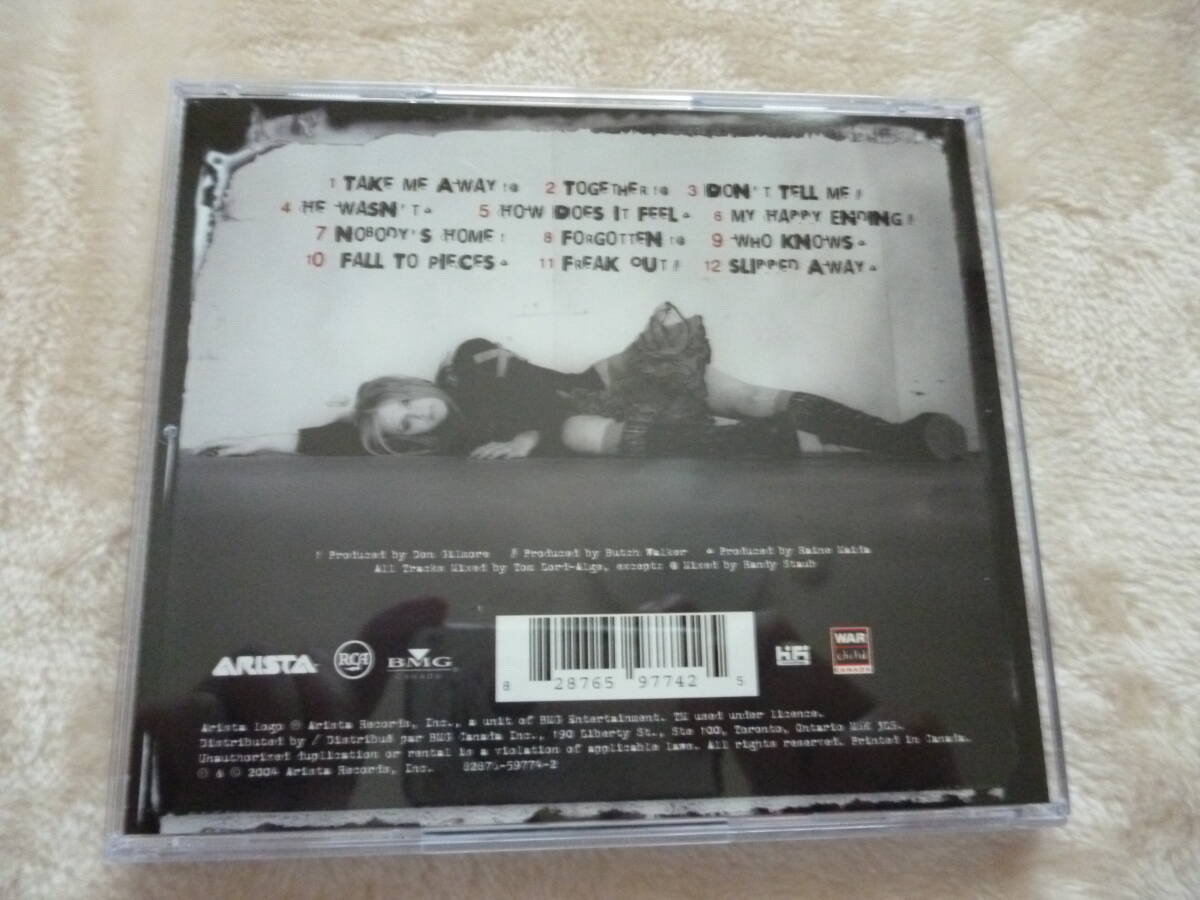 1 TAKE ME AWAY !@ 2 TOGETHER !@ 3 DON'T TELL ME //
4 HE WASN'T 5 HOW DOES IT FEEL 6 MY HAPPY ENDING //
7 NOBODY'S HOME ! 8 FORGOTTEN !@ 9 WHO KNOWS
10 FALL TO PIECES 11 FREAK OUT // 12 SLIPPED AWAY
! Produced by Don Gilmore // Produced by Butch Walker Produced by Raine Maida
All Tracks Mixed by Tom Lord-Alge, except: @ Mixed by Randy Staub
ARISTA RCA BMG CANADA
8 28765 97742 5
HiFi
WAR child CANADA
Arista logo ® Arista Records, Inc., a unit of BMG Entertainment. TM used under licence.
Distributed by / Distribué par BMG Canada Inc., 190 Liberty St., Ste 100, Toronto, Ontario M6K 3L5.
Unauthorized duplication or rental is a violation of applicable laws. All rights reserved. Printed in Canada.
℗ & © 2004 Arista Records, Inc. 82876-59774-2